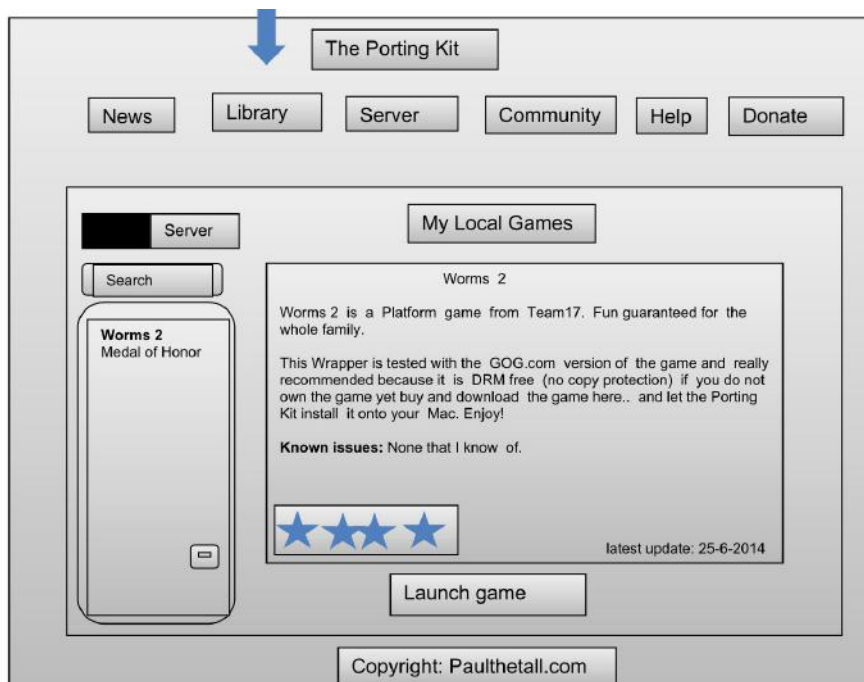 The Porting Kit
News
Library
Server
Community
Help
Donate
Server
My Local Games
Search
Worms 2
Medal of Honor
Worms 2
Worms 2 is a Platform game from Team17. Fun guaranteed for the
whole family.
This Wrapper is tested with the GOG.com version of the game and really
recommended because it is DRM free (no copy protection) if you do not
own the game yet buy and download the game here.. and let the Porting
Kit install it onto your Mac. Enjoy!
Known issues: None that I know of.
latest update: 25-6-2014
Launch game
Copyright: Paulthetall.com